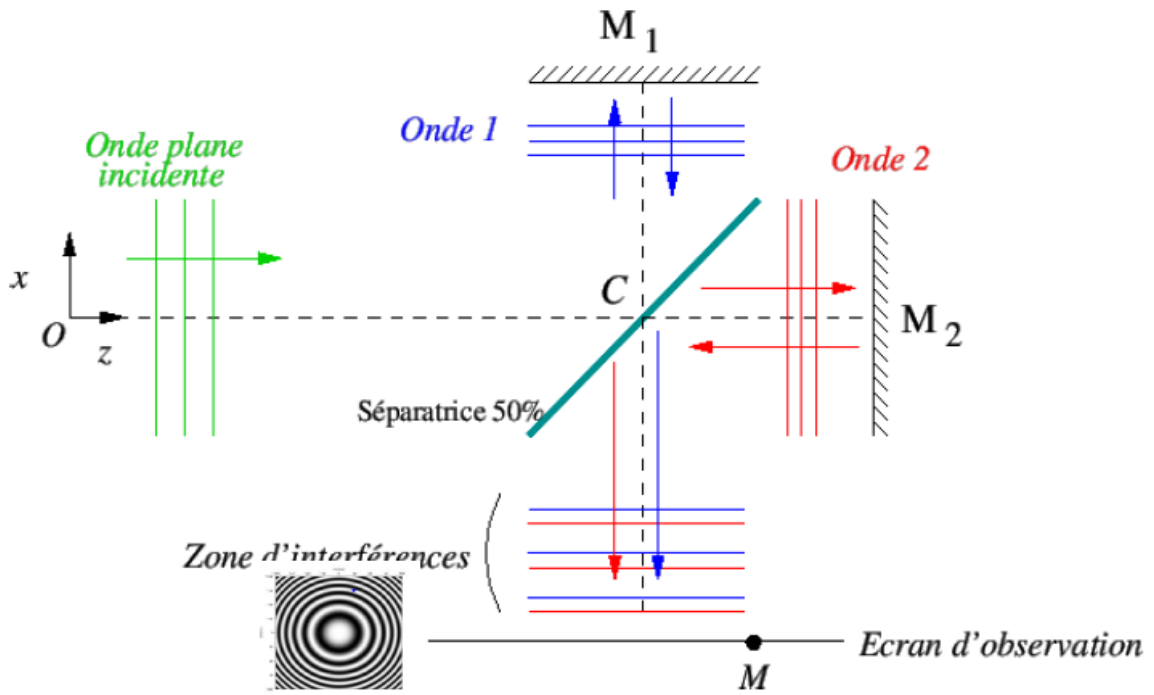 M 1
Onde 1
Onde plane
incidente
Onde 2
x
C
O
z
M 2
Séparatrice 50%
Zone d'interférences
Ecran d'observation
M